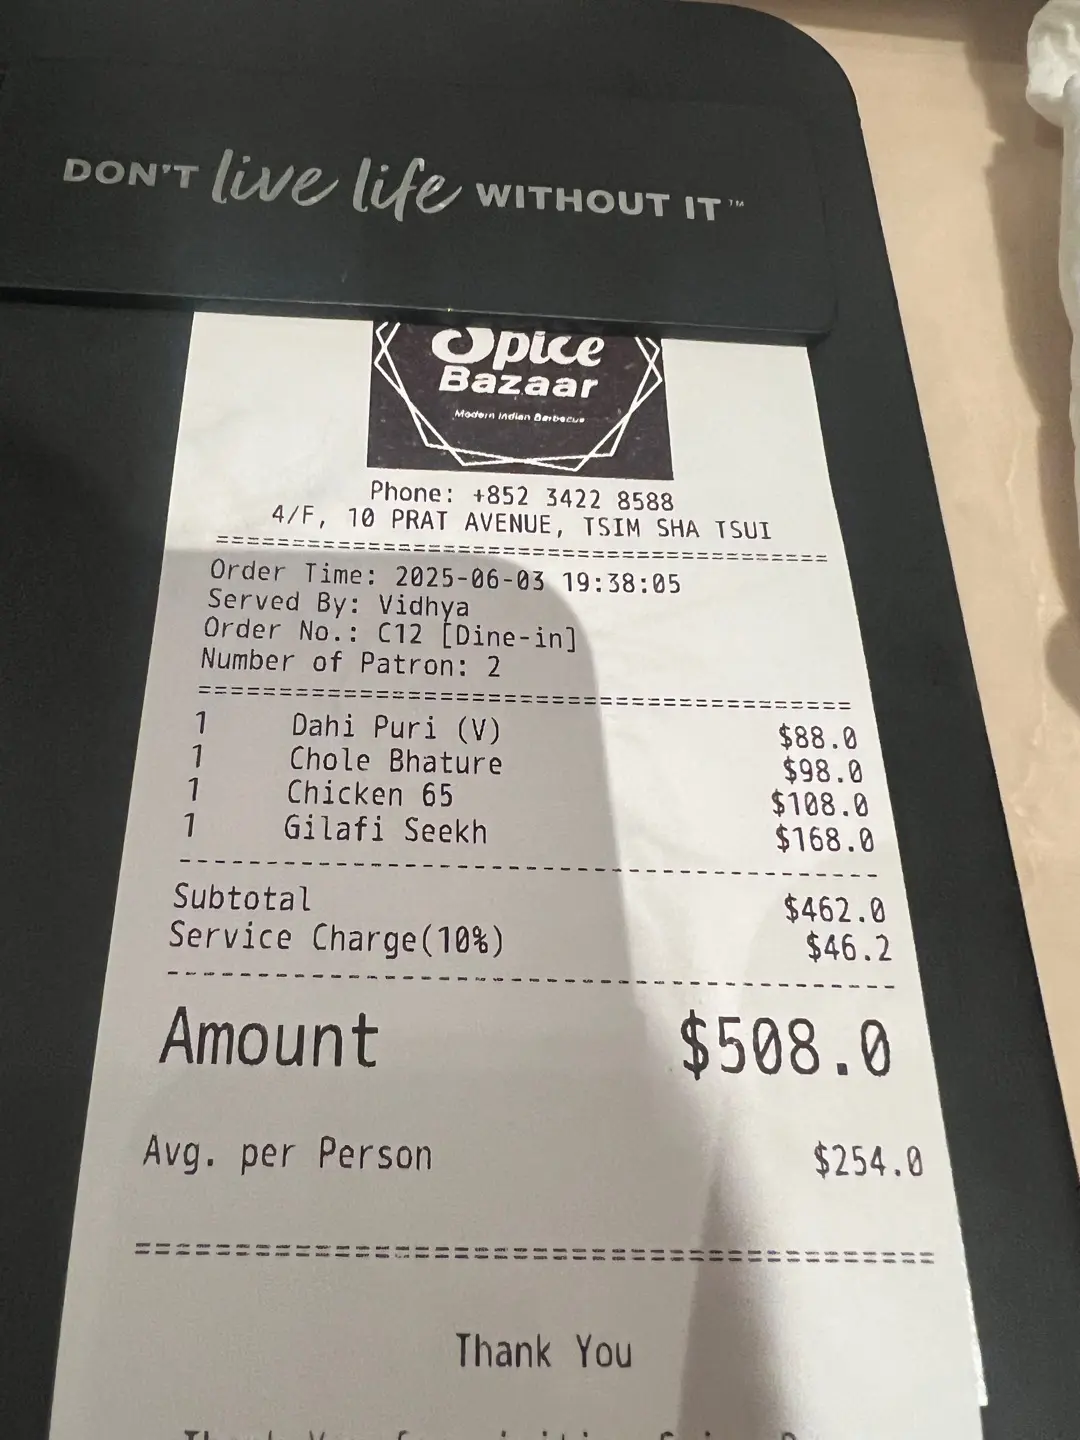 DON'T live life WITHOUT IT™
Spice
Bazaar
Modern Indian Barbecue
Phone: +852 3422 8588
4/F, 10 PRAT AVENUE, TSIM SHA TSUI
==========================================
Order Time: 2025-06-03 19:38:05
Served By: Vidhya
Order No.: C12 [Dine-in]
Number of Patron: 2
==========================================
1 Dahi Puri (V) $88.0
1 Chole Bhature $98.0
1 Chicken 65 $108.0
1 Gilafi Seekh $168.0
------------------------------------------
Subtotal $462.0
Service Charge(10%) $46.2
------------------------------------------
Amount $508.0
Avg. per Person $254.0
==========================================
Thank You